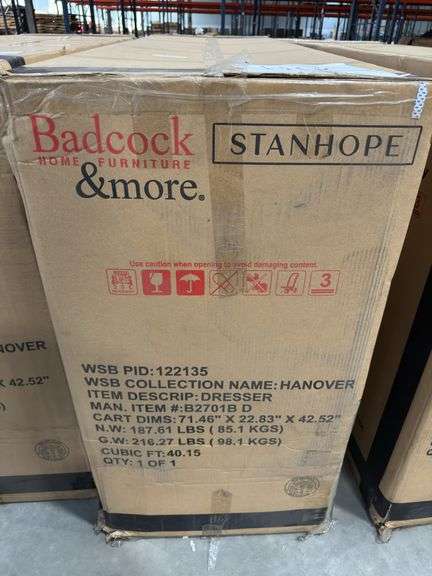 Badcock
HOME FURNITURE
&more.
STANHOPE
Use caution when opening to avoid damaging content.
3
WSB PID:122135
WSB COLLECTION NAME: HANOVER
ITEM DESCRIP: DRESSER
MAN. ITEM #:B2701B D
CART DIMS: 71.46" X 22.83" X 42.52"
N.W: 187.61 LBS ( 85.1 KGS)
G.W: 216.27 LBS ( 98.1 KGS)
CUBIC FT: 40.15
QTY: 1 OF 1
NOVER
X 42.52"